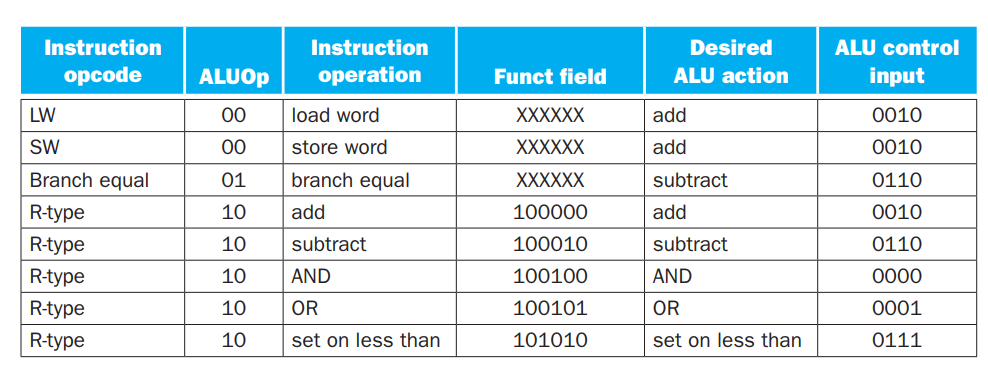 Instruction opcode ALUOp Instruction operation Funct field Desired ALU action ALU control input
LW 00 load word XXXXXX add 0010
SW 00 store word XXXXXX add 0010
Branch equal 01 branch equal XXXXXX subtract 0110
R-type 10 add 100000 add 0010
R-type 10 subtract 100010 subtract 0110
R-type 10 AND 100100 AND 0000
R-type 10 OR 100101 OR 0001
R-type 10 set on less than 101010 set on less than 0111